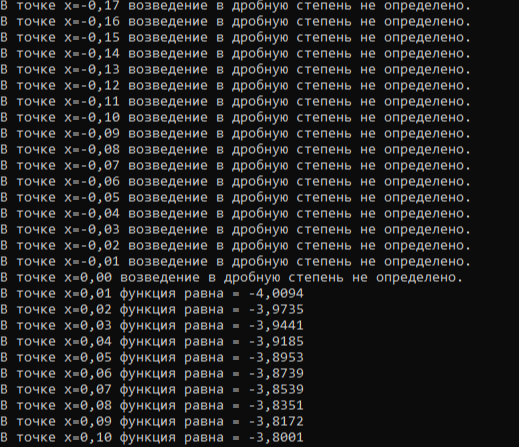 В точке x=-0,17 возведение в дробную степень не определено.
В точке x=-0,16 возведение в дробную степень не определено.
В точке x=-0,15 возведение в дробную степень не определено.
В точке x=-0,14 возведение в дробную степень не определено.
В точке x=-0,13 возведение в дробную степень не определено.
В точке x=-0,12 возведение в дробную степень не определено.
В точке x=-0,11 возведение в дробную степень не определено.
В точке x=-0,10 возведение в дробную степень не определено.
В точке x=-0,09 возведение в дробную степень не определено.
В точке x=-0,08 возведение в дробную степень не определено.
В точке x=-0,07 возведение в дробную степень не определено.
В точке x=-0,06 возведение в дробную степень не определено.
В точке x=-0,05 возведение в дробную степень не определено.
В точке x=-0,04 возведение в дробную степень не определено.
В точке x=-0,03 возведение в дробную степень не определено.
В точке x=-0,02 возведение в дробную степень не определено.
В точке x=-0,01 возведение в дробную степень не определено.
В точке x=0,00 возведение в дробную степень не определено.
В точке x=0,01 функция равна = -4,0094
В точке x=0,02 функция равна = -3,9735
В точке x=0,03 функция равна = -3,9441
В точке x=0,04 функция равна = -3,9185
В точке x=0,05 функция равна = -3,8953
В точке x=0,06 функция равна = -3,8739
В точке x=0,07 функция равна = -3,8539
В точке x=0,08 функция равна = -3,8351
В точке x=0,09 функция равна = -3,8172
В точке x=0,10 функция равна = -3,8001